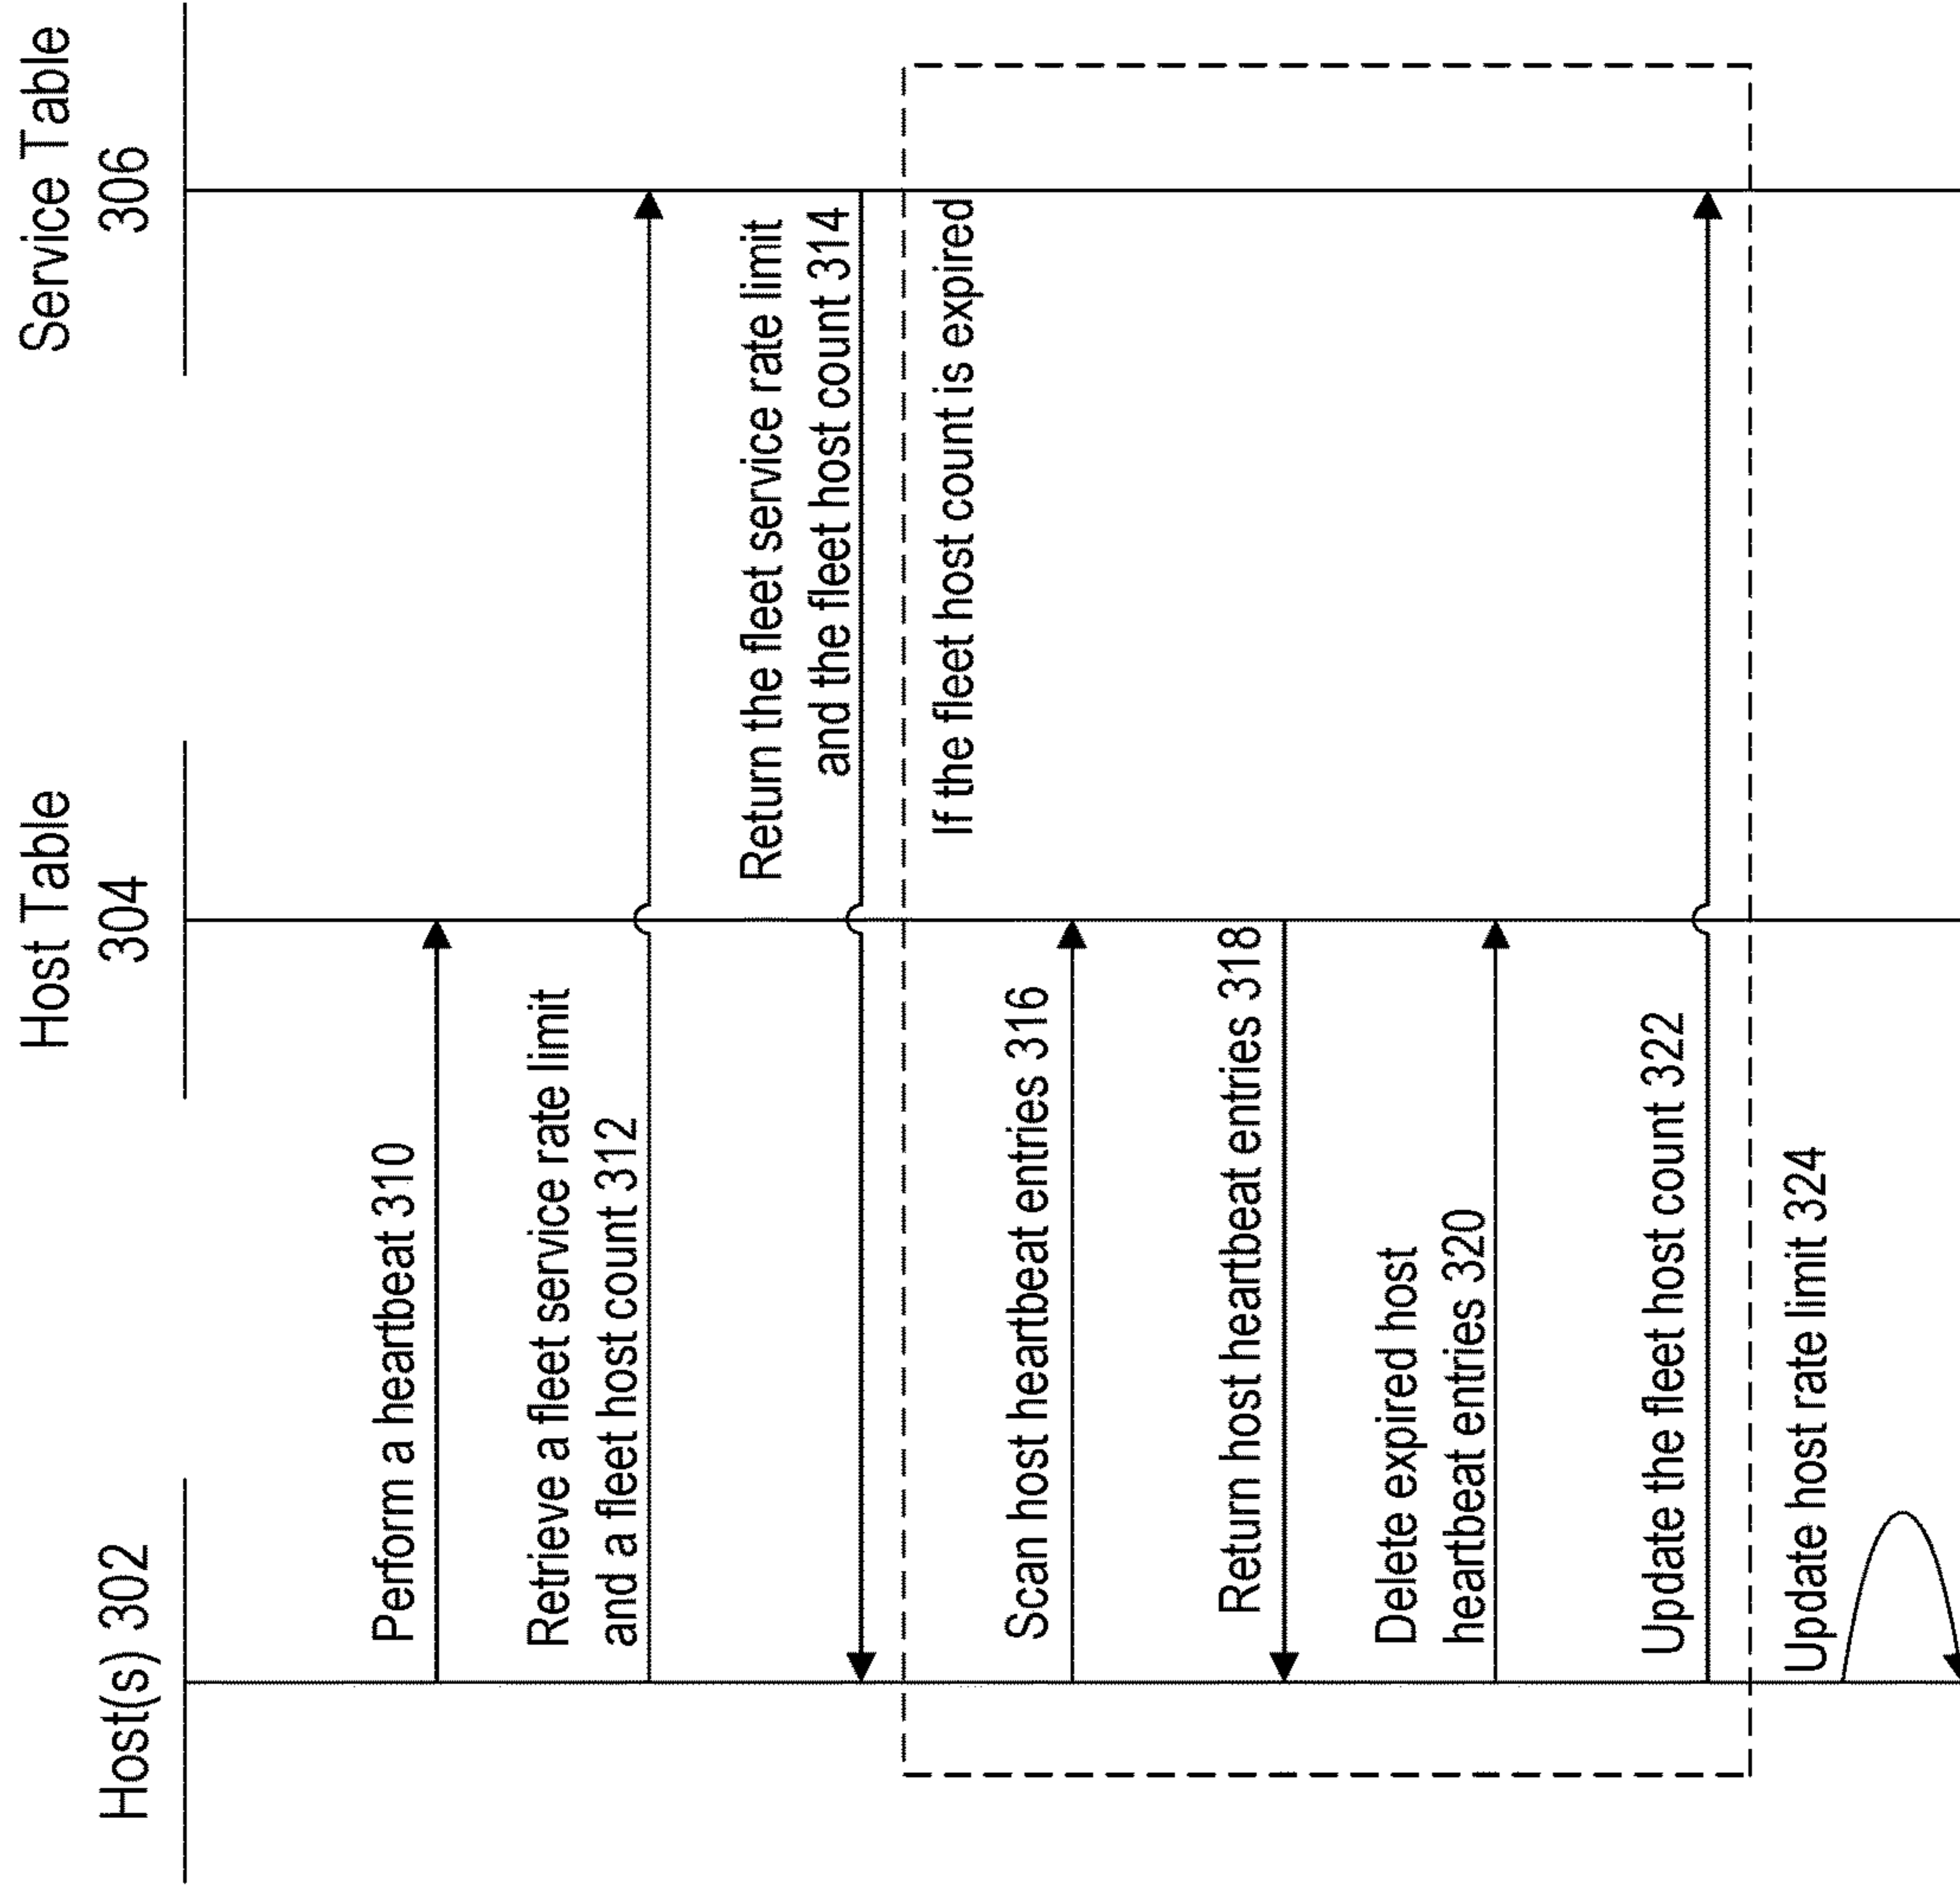 Host(s) 302
Host Table
304
Service Table
306
Perform a heartbeat 310
Retrieve a fleet service rate limit
and a fleet host count 312
Return the fleet service rate limit
and the fleet host count 314
If the fleet host count is expired
Scan host heartbeat entries 316
Return host heartbeat entries 318
Delete expired host
heartbeat entries 320
Update the fleet host count 322
Update host rate limit 324